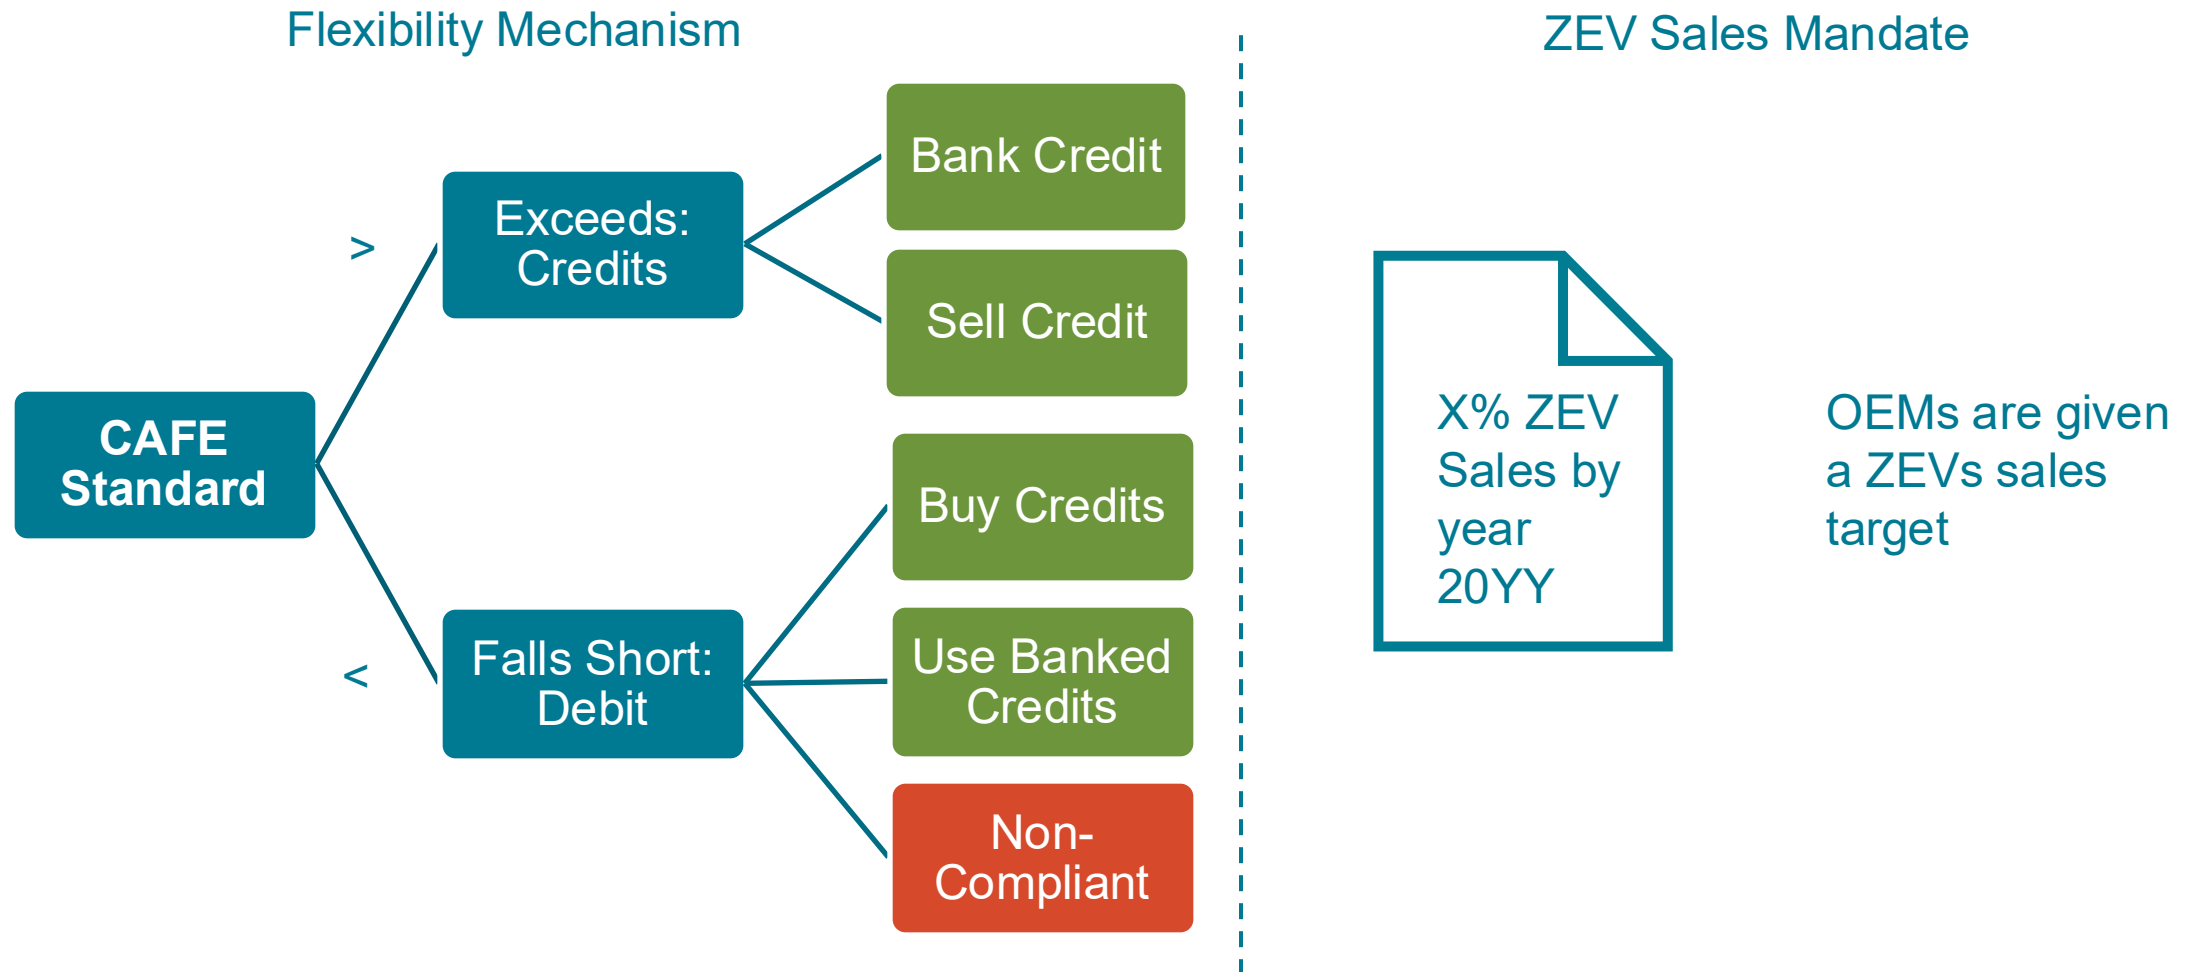 Flexibility Mechanism
ZEV Sales Mandate
CAFE
Standard
>
<
Exceeds:
Credits
Falls Short:
Debit
Bank Credit
Sell Credit
Buy Credits
Use Banked
Credits
Non-
Compliant
X% ZEV
Sales by
year
20YY
OEMs are given
a ZEVs sales
target